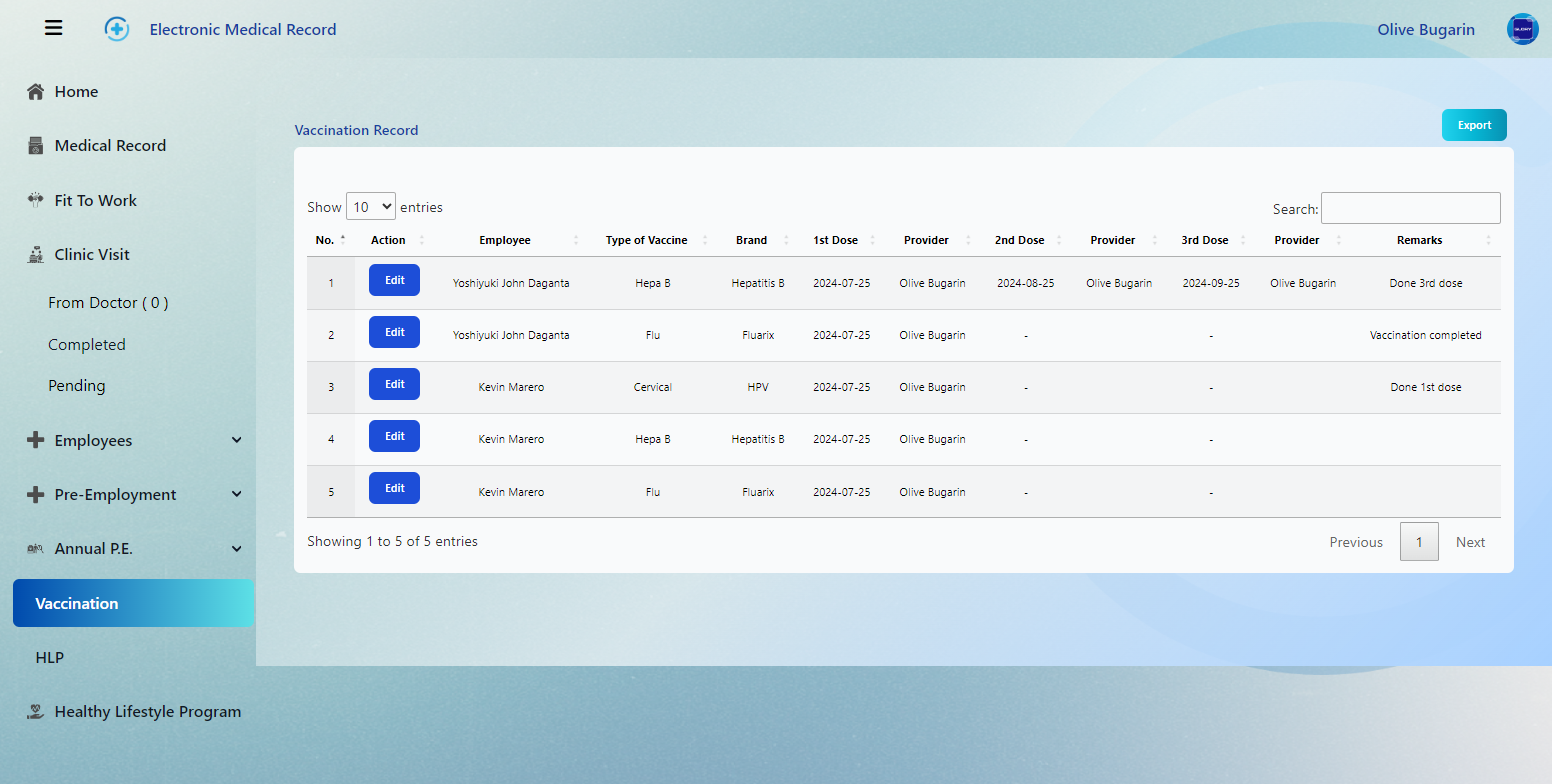 Electronic Medical Record
Olive Bugarin
Home
Medical Record
Fit To Work
Clinic Visit
From Doctor ( 0 )
Completed
Pending
Employees
Pre-Employment
Annual P.E.
Vaccination
HLP
Healthy Lifestyle Program
Vaccination Record
Export
Show 10 entries
Search:
No. Action Employee Type of Vaccine Brand 1st Dose Provider 2nd Dose Provider 3rd Dose Provider Remarks
1 Edit Yoshiyuki John Daganta Hepa B Hepatitis B 2024-07-25 Olive Bugarin 2024-08-25 Olive Bugarin 2024-09-25 Olive Bugarin Done 3rd dose
2 Edit Yoshiyuki John Daganta Flu Fluarix 2024-07-25 Olive Bugarin - - Vaccination completed
3 Edit Kevin Marero Cervical HPV 2024-07-25 Olive Bugarin - - Done 1st dose
4 Edit Kevin Marero Hepa B Hepatitis B 2024-07-25 Olive Bugarin - -
5 Edit Kevin Marero Flu Fluarix 2024-07-25 Olive Bugarin - -
Showing 1 to 5 of 5 entries
Previous 1 Next